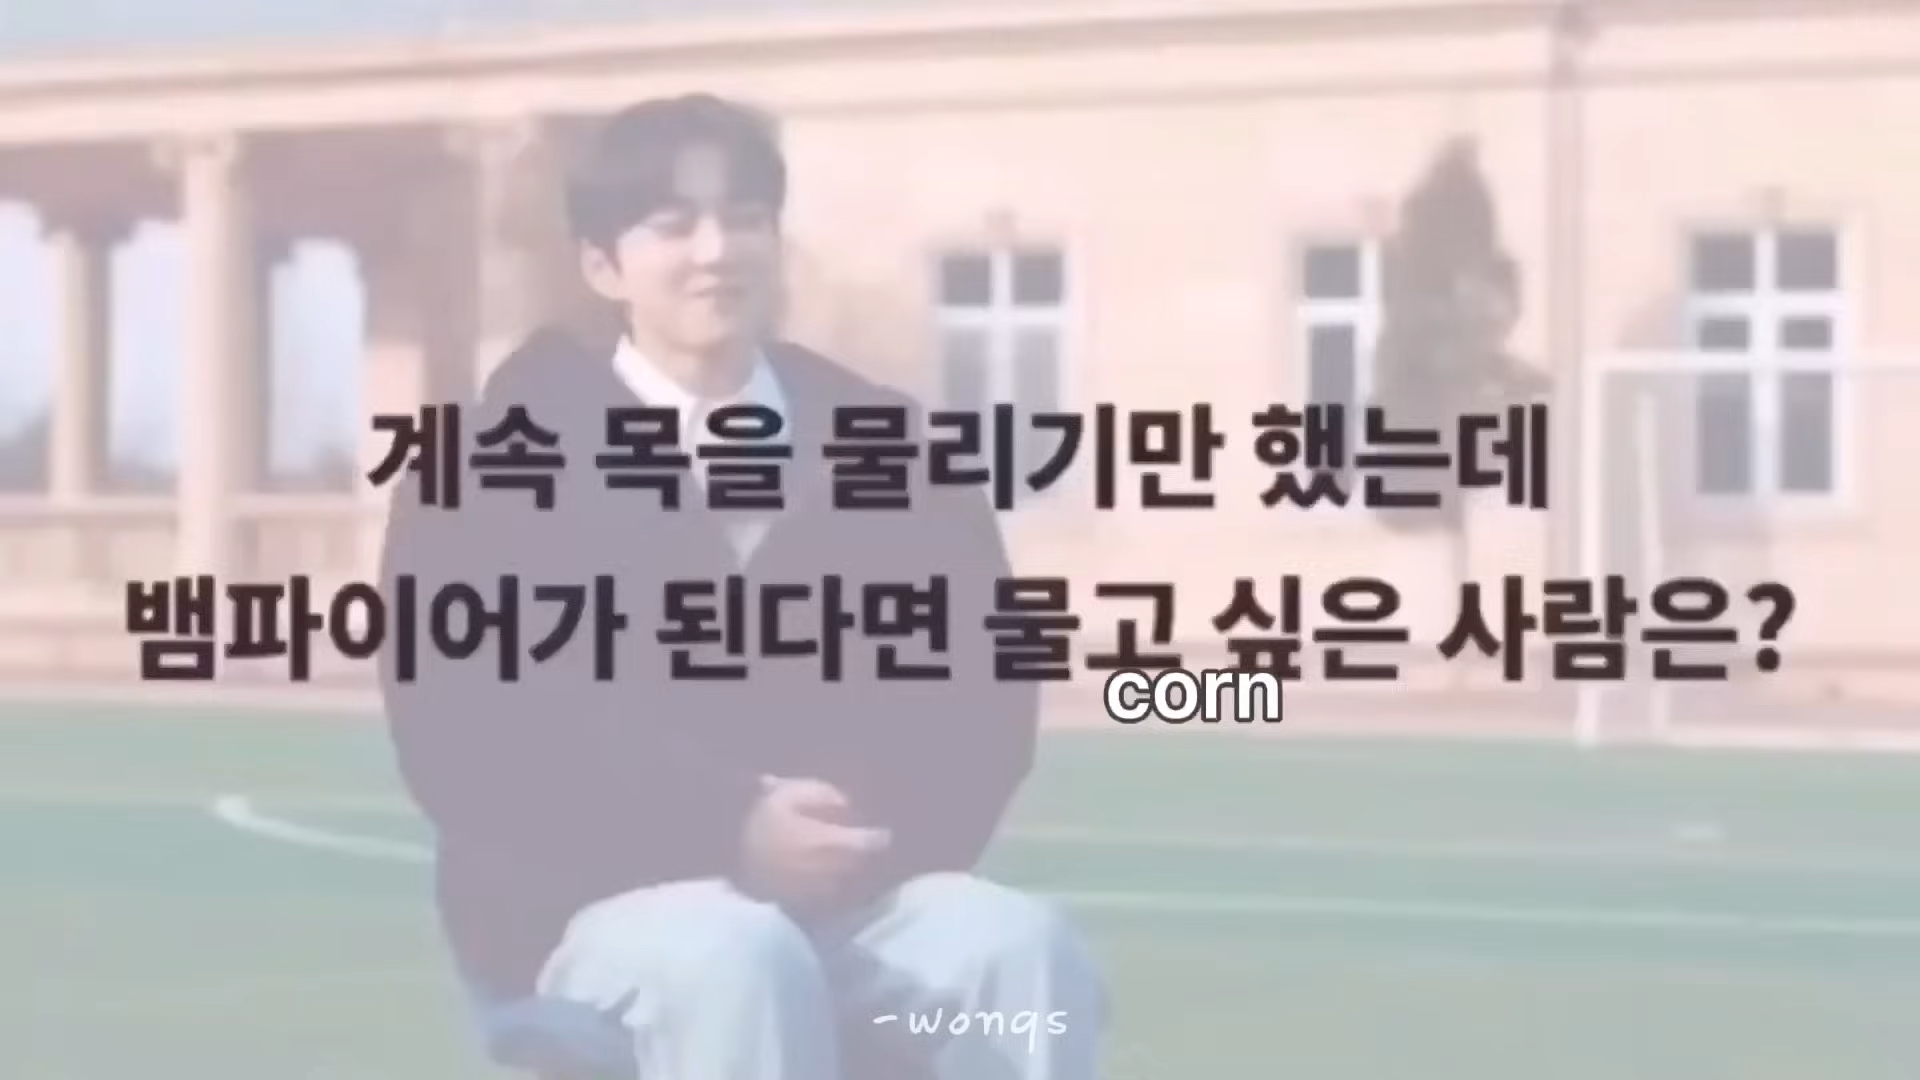 계속 목을 물리기만 했는데
뱀파이어가 된다면 물고 싶은 사람은?
corn
-wonqs